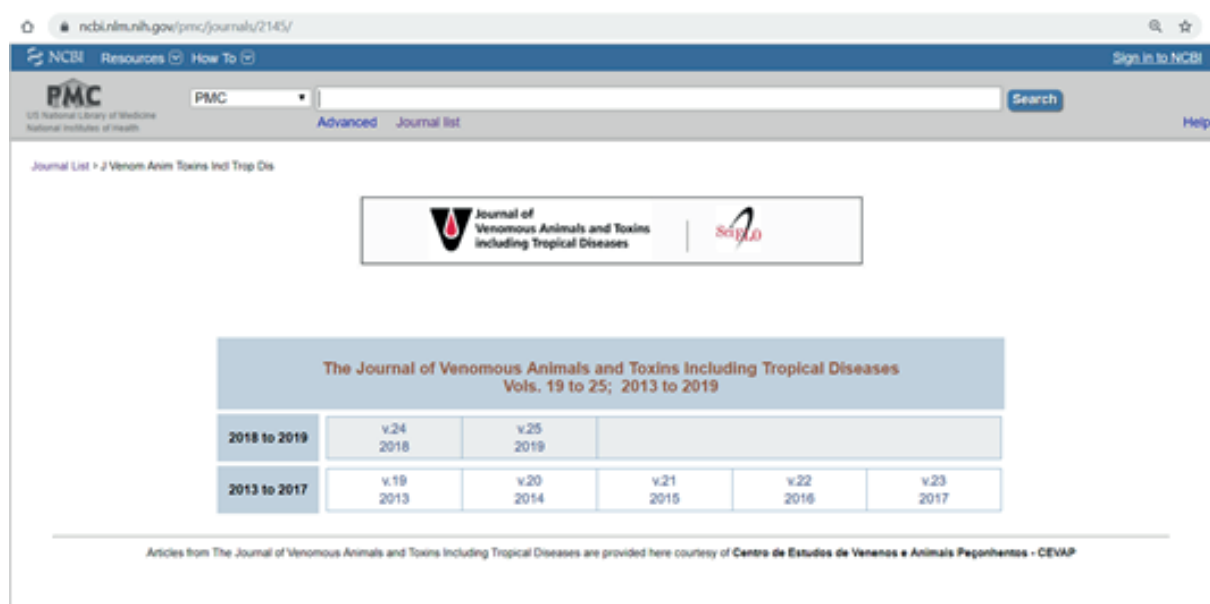 ncbi.nlm.nih.gov/pmc/journals/2145/
NCBI Resources How To Sign in to NCBI
PMC
US National Library of Medicine
National Institutes of Health
PMC Search
Advanced Journal list
Help
Journal List > J Venom Anim Toxins Incl Trop Dis
Journal of
Venomous Animals and Toxins
including Tropical Diseases
SciELO
The Journal of Venomous Animals and Toxins Including Tropical Diseases
Vols. 19 to 25; 2013 to 2019
2018 to 2019 v.24 2018 v.25 2019
2013 to 2017 v.19 2013 v.20 2014 v.21 2015 v.22 2016 v.23 2017
Articles from The Journal of Venomous Animals and Toxins Including Tropical Diseases are provided here courtesy of Centro de Estudos de Venenos e Animais Peçonhentos - CEVAP